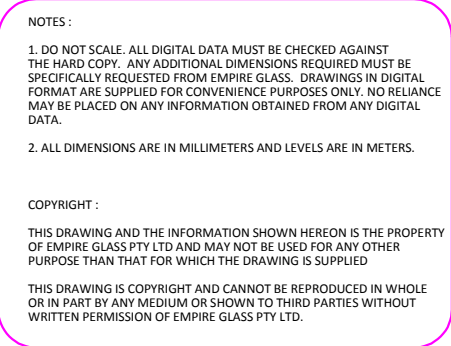 NOTES :
1. DO NOT SCALE. ALL DIGITAL DATA MUST BE CHECKED AGAINST
THE HARD COPY. ANY ADDITIONAL DIMENSIONS REQUIRED MUST BE
SPECIFICALLY REQUESTED FROM EMPIRE GLASS. DRAWINGS IN DIGITAL
FORMAT ARE SUPPLIED FOR CONVENIENCE PURPOSES ONLY. NO RELIANCE
MAY BE PLACED ON ANY INFORMATION OBTAINED FROM ANY DIGITAL
DATA.
2. ALL DIMENSIONS ARE IN MILLIMETERS AND LEVELS ARE IN METERS.
COPYRIGHT :
THIS DRAWING AND THE INFORMATION SHOWN HEREON IS THE PROPERTY
OF EMPIRE GLASS PTY LTD AND MAY NOT BE USED FOR ANY OTHER
PURPOSE THAN THAT FOR WHICH THE DRAWING IS SUPPLIED
THIS DRAWING IS COPYRIGHT AND CANNOT BE REPRODUCED IN WHOLE
OR IN PART BY ANY MEDIUM OR SHOWN TO THIRD PARTIES WITHOUT
WRITTEN PERMISSION OF EMPIRE GLASS PTY LTD.